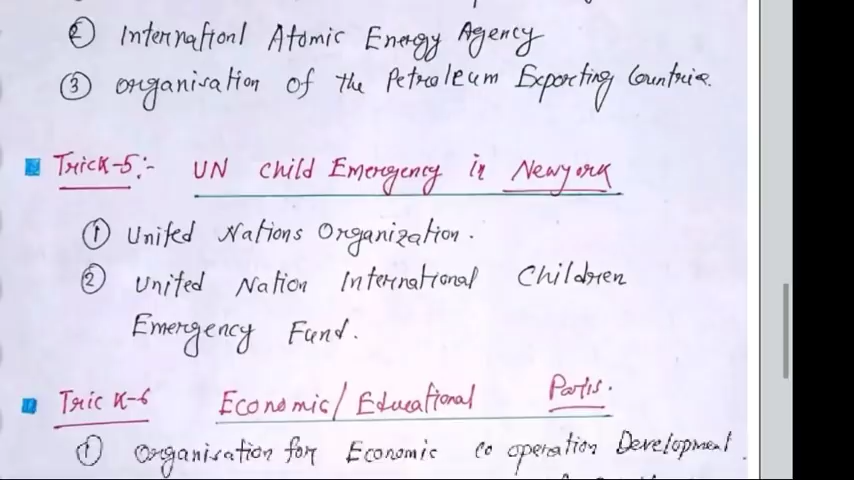 ② Internationl Atomic Energy Agency
③ Organisation of the Petroleum Exporting Countries.
Trick-5:- UN Child Emergency in Newyork
① United Nations Organization.
② United Nation International Children
Emergency Fund.
Trick-6 Economic/Educational Paris.
① Organisation for Economic co operation Development